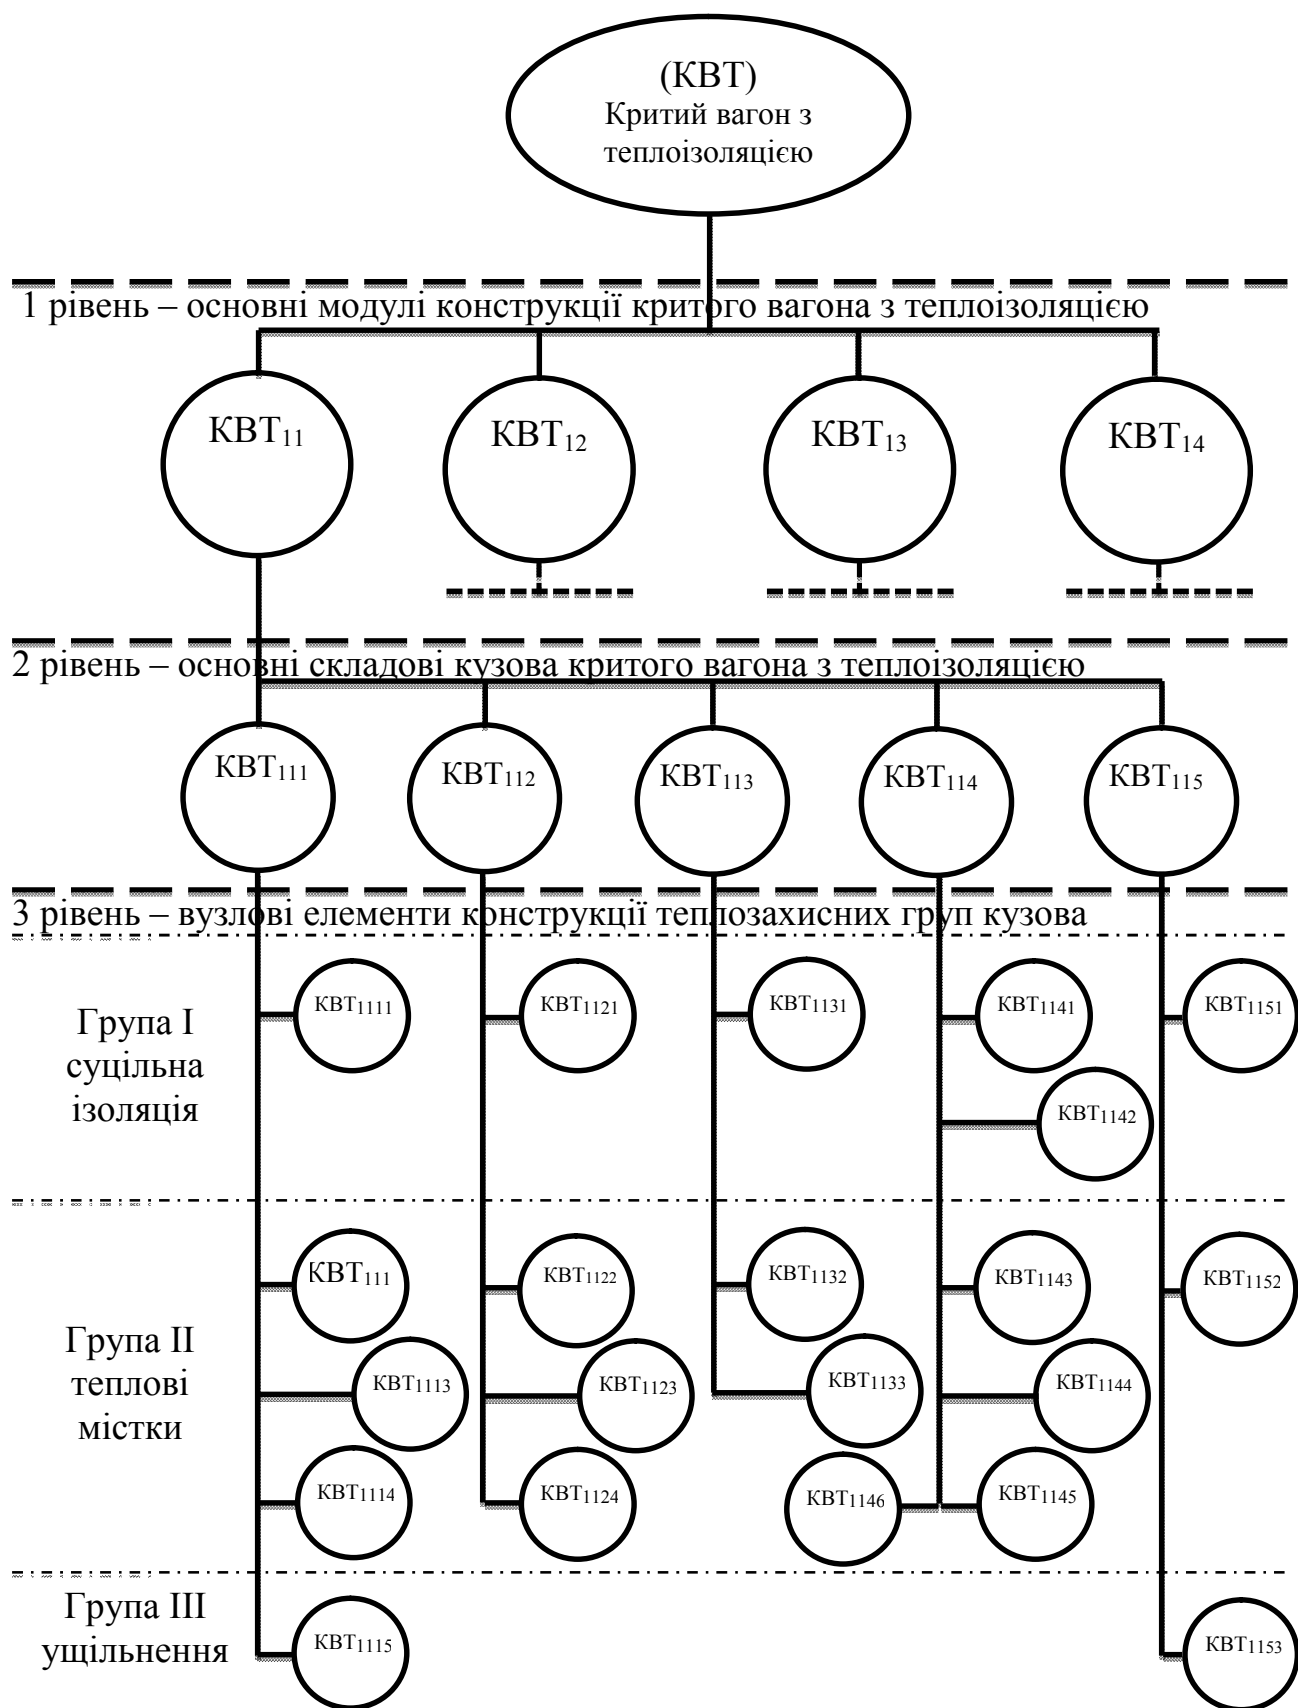 (КВТ)
Критий вагон з
теплоізоляцією
1 рівень – основні модулі конструкції критого вагона з теплоізоляцією
КВТ11
КВТ12
КВТ13
КВТ14
2 рівень – основні складові кузова критого вагона з теплоізоляцією
КВТ111
КВТ112
КВТ113
КВТ114
КВТ115
3 рівень – вузлові елементи конструкції теплозахисних груп кузова
Група I
суцільна
ізоляція
КВТ1111
КВТ1121
КВТ1131
КВТ1141
КВТ1151
КВТ1142
Група II
теплові
містки
КВТ111
КВТ1122
КВТ1132
КВТ1143
КВТ1152
КВТ1113
КВТ1123
КВТ1133
КВТ1144
КВТ1114
КВТ1124
КВТ1146
КВТ1145
Група III
ущільнення
КВТ1115
КВТ1153